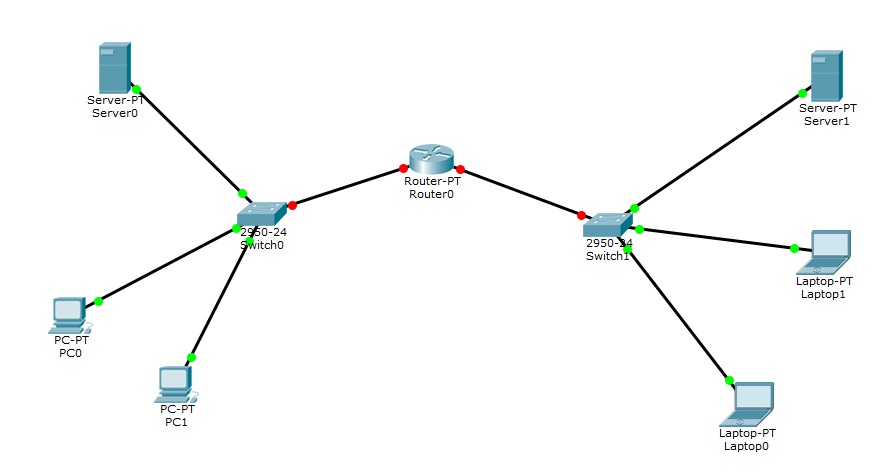 Server-PT
Server0
Server-PT
Server1
Router-PT
Router0
2950-24
Switch0
2950-24
Switch1
Laptop-PT
Laptop1
PC-PT
PC0
PC-PT
PC1
Laptop-PT
Laptop0